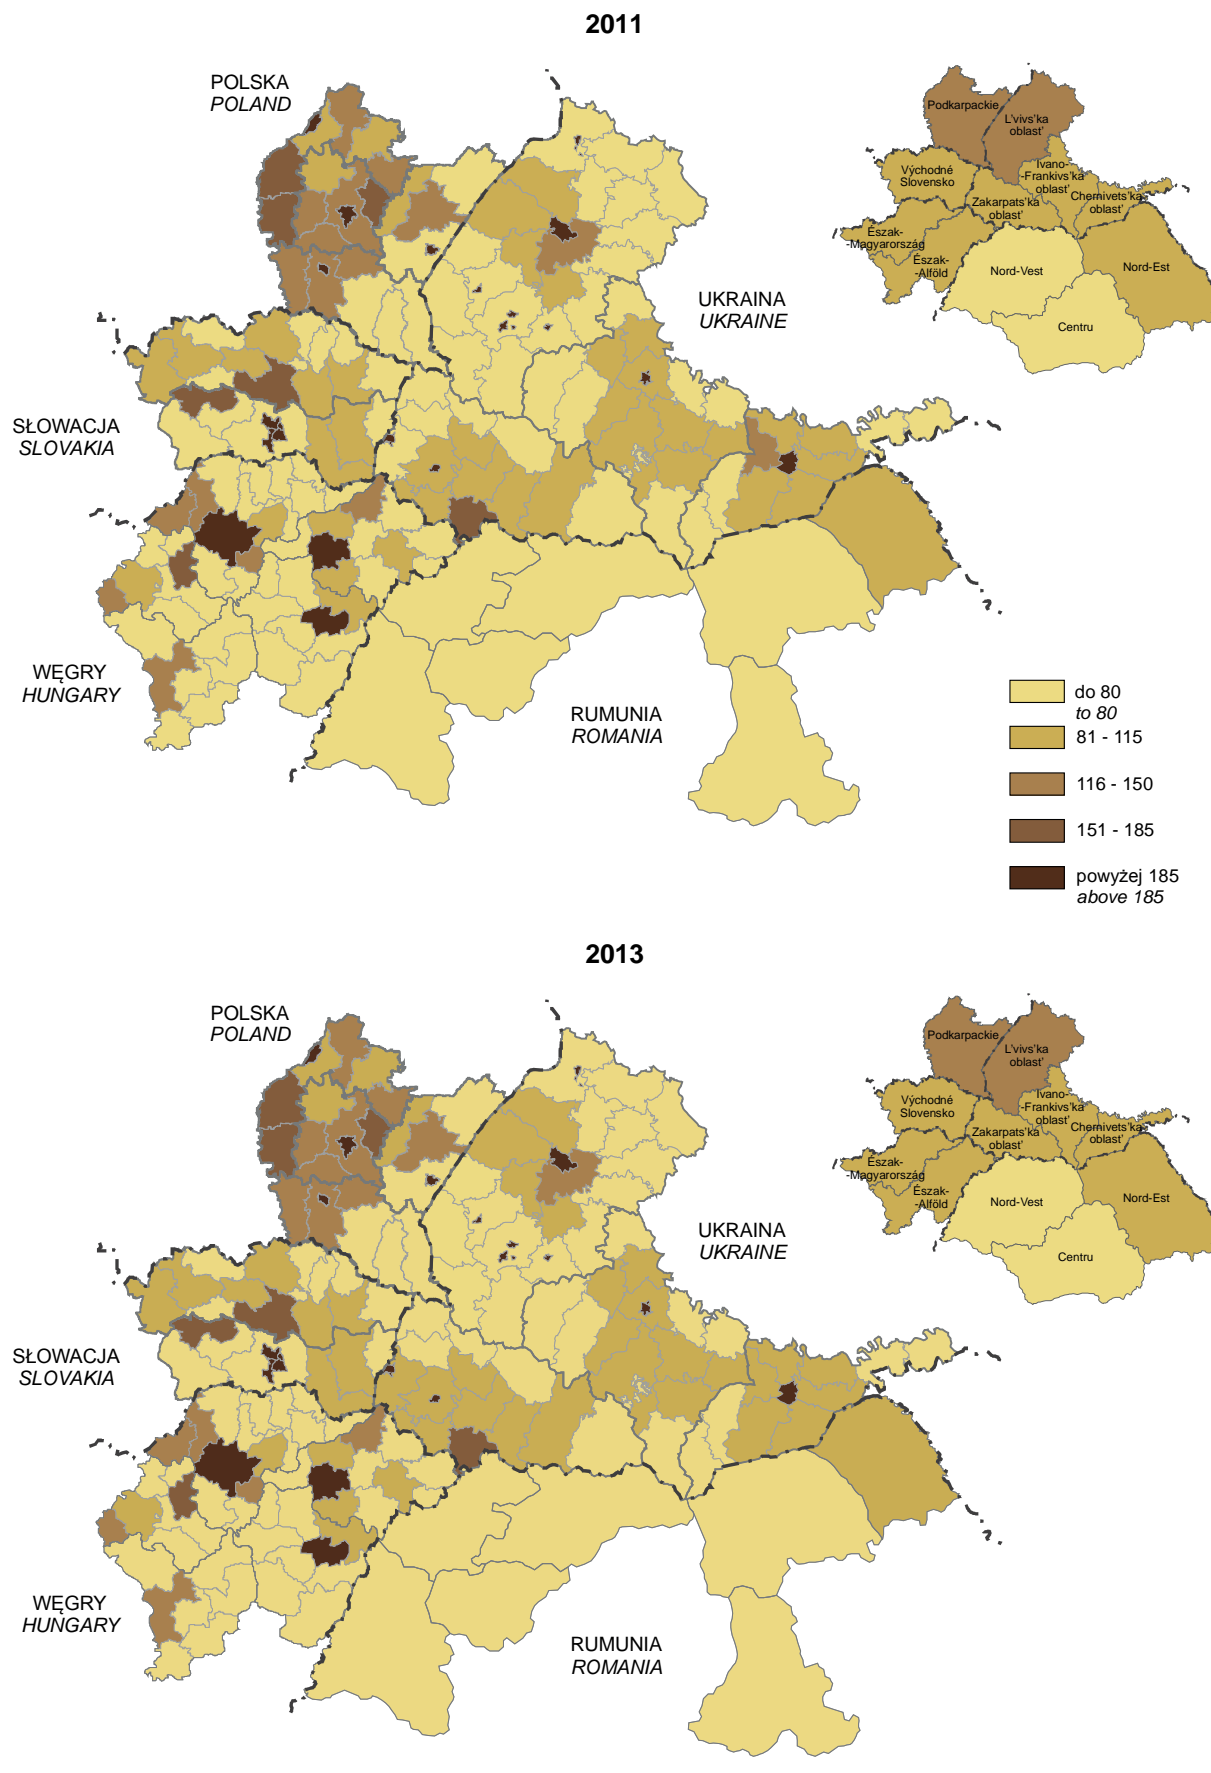 2011
POLSKA
POLAND
Podkarpackie
L'vivs'ka
oblast'
Východné
Slovensko
Ivano-
-Frankivs'ka
oblast'
Zakarpats'ka
oblast'
Chernivets'ka
oblast'
Észak-
-Magyarország
Észak-
-Alföld
Nord-Vest
Nord-Est
Centru
UKRAINA
UKRAINE
SŁOWACJA
SLOVAKIA
WĘGRY
HUNGARY
RUMUNIA
ROMANIA
do 80
to 80
81 - 115
116 - 150
151 - 185
powyżej 185
above 185
2013
POLSKA
POLAND
Podkarpackie
L'vivs'ka
oblast'
Východné
Slovensko
Ivano-
-Frankivs'ka
oblast'
Zakarpats'ka
oblast'
Chernivets'ka
oblast'
Észak-
-Magyarország
Észak-
-Alföld
Nord-Vest
Nord-Est
Centru
UKRAINA
UKRAINE
SŁOWACJA
SLOVAKIA
WĘGRY
HUNGARY
RUMUNIA
ROMANIA